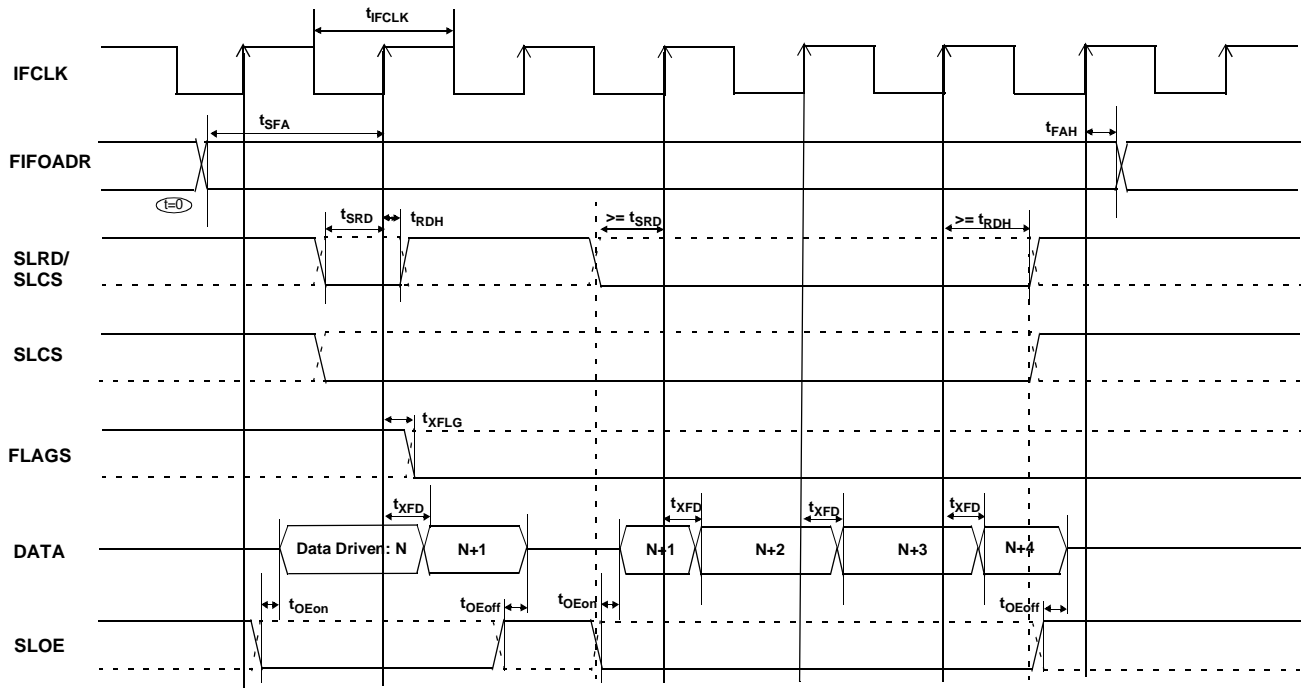 tIFCLK
IFCLK
tSFA
tFAH
FIFOADR
t=0
tSRD
tRDH
>= tSRD
>= tRDH
SLRD/
SLCS
SLCS
tXFLG
FLAGS
tXFD
tXFD
tXFD
tXFD
DATA
Data Driven: N
N+1
N+1
N+2
N+3
N+4
tOEon
tOEoff
tOEon
tOEoff
SLOE